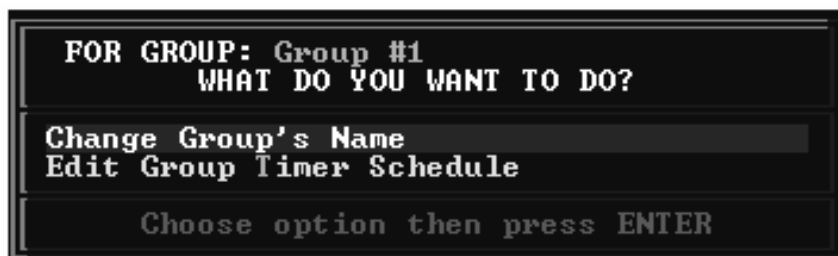 FOR GROUP: Group #1
WHAT DO YOU WANT TO DO?
Change Group's Name
Edit Group Timer Schedule
Choose option then press ENTER